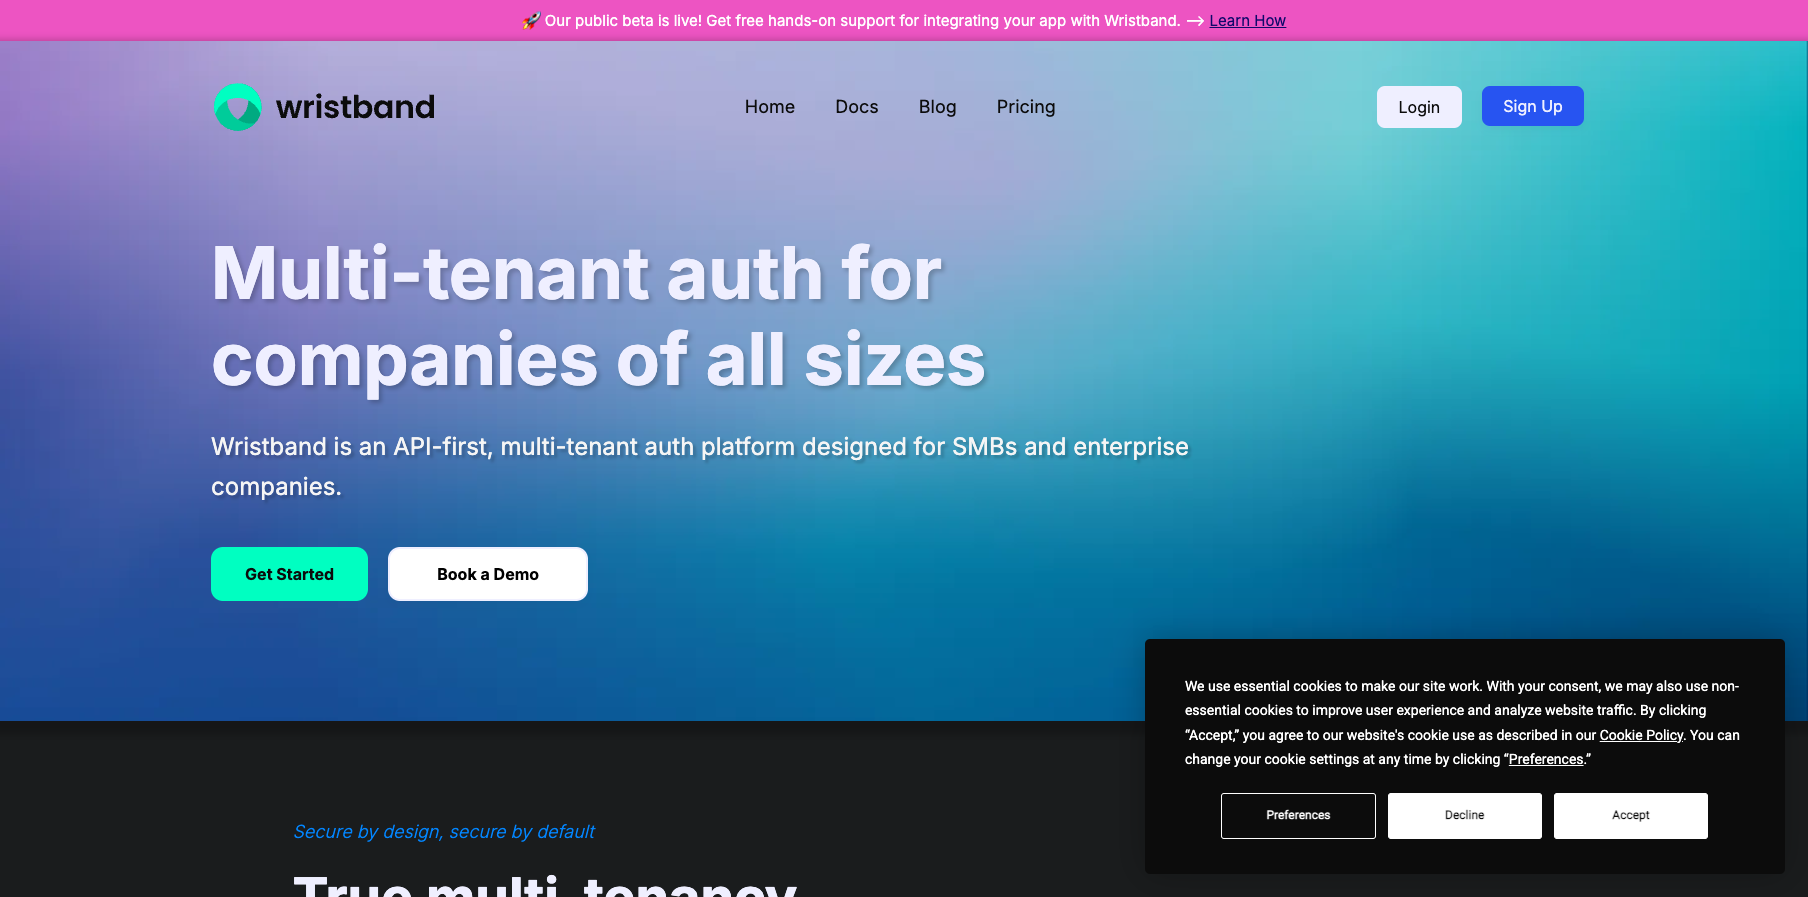 🚀 Our public beta is live! Get free hands-on support for integrating your app with Wristband. —> Learn How
wristband
Home
Docs
Blog
Pricing
Login
Sign Up
Multi-tenant auth for
companies of all sizes
Wristband is an API-first, multi-tenant auth platform designed for SMBs and enterprise
companies.
Get Started
Book a Demo
We use essential cookies to make our site work. With your consent, we may also use non-
essential cookies to improve user experience and analyze website traffic. By clicking
“Accept,” you agree to our website's cookie use as described in our Cookie Policy. You can
change your cookie settings at any time by clicking “Preferences.”
Preferences
Decline
Accept
Secure by design, secure by default
True multi-tenancy